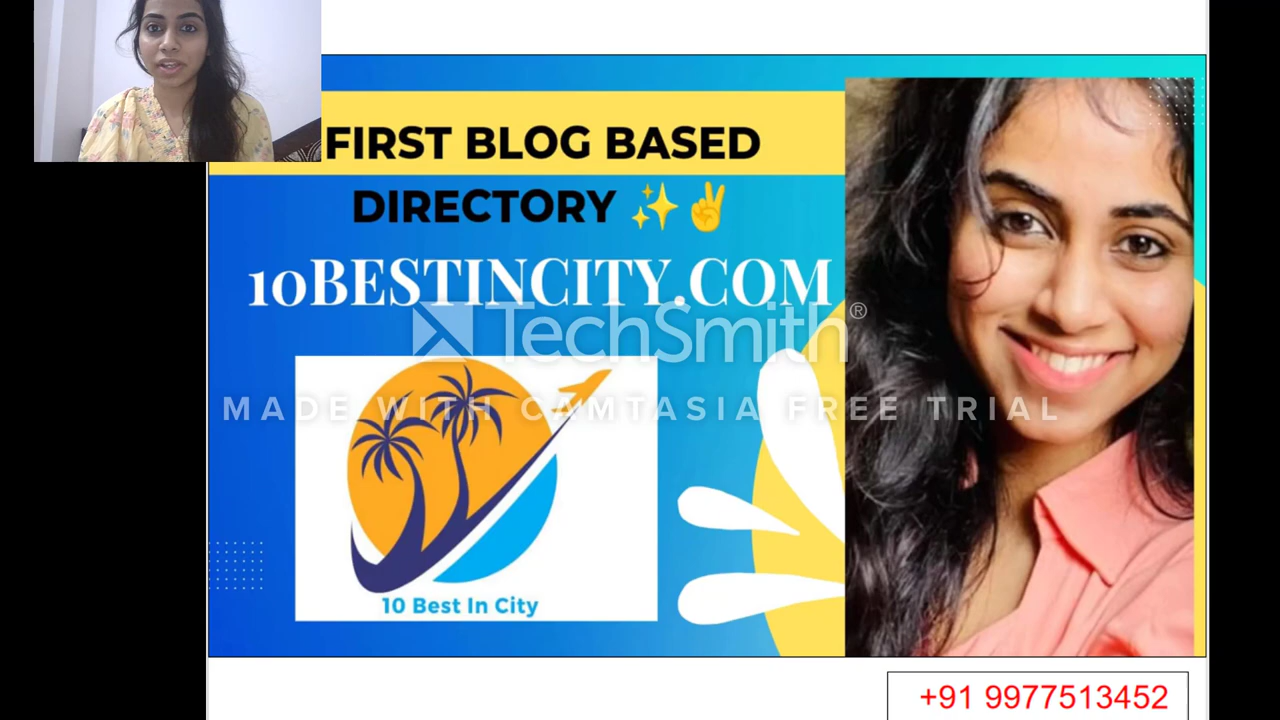 FIRST BLOG BASED
DIRECTORY ✨✌
10BESTINCITY.COM
TechSmith®
MADE WITH CAMTASIA FREE TRIAL
10 Best In City
+91 9977513452